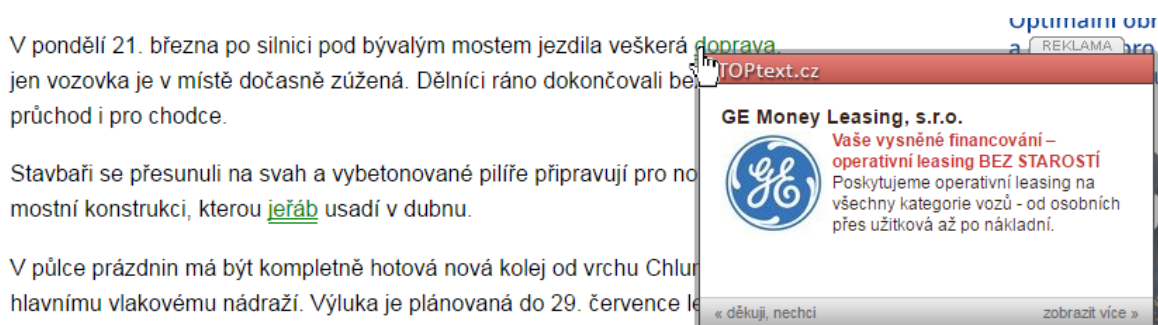 V pondělí 21. března po silnici pod bývalým mostem jezdila veškerá doprava,
jen vozovka je v místě dočasně zúžená. Dělníci ráno dokončovali
průchod i pro chodce.
Stavbaři se přesunuli na svah a vybetonované pilíře připravují pro
mostní konstrukci, kterou jeřáb usadí v dubnu.
V půlce prázdnin má být kompletně hotová nová kolej od vrchu
hlavnímu vlakovému nádraží. Výluka je plánovaná do 29. července
Optimální
a
REKLAMA
TOPtext.cz
GE Money Leasing, s.r.o.
GE
Vaše vysněné financování –
operativní leasing BEZ STAROSTÍ
Poskytujeme operativní leasing na
všechny kategorie vozů - od osobních
přes užitková až po nákladní.
« děkuji, nechci
zobrazit více »